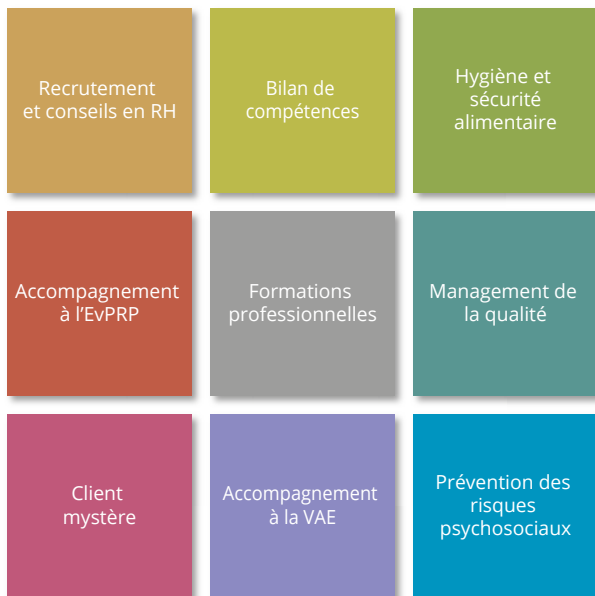 Recrutement
et conseils en RH
Bilan de
compétences
Hygiène et
sécurité
alimentaire
Accompagnement
à l'EvPRP
Formations
professionnelles
Management de
la qualité
Client
mystère
Accompagnement
à la VAE
Prévention des
risques
psychosociaux